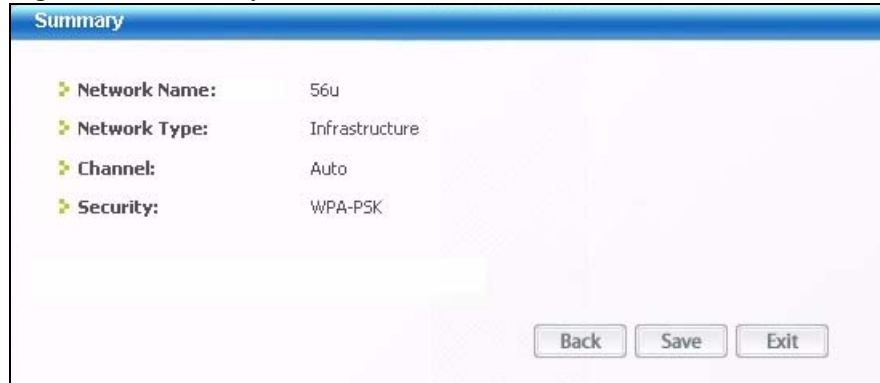 Summary
Network Name: 56u
Network Type: Infrastructure
Channel: Auto
Security: WPA-PSK
Back Save Exit